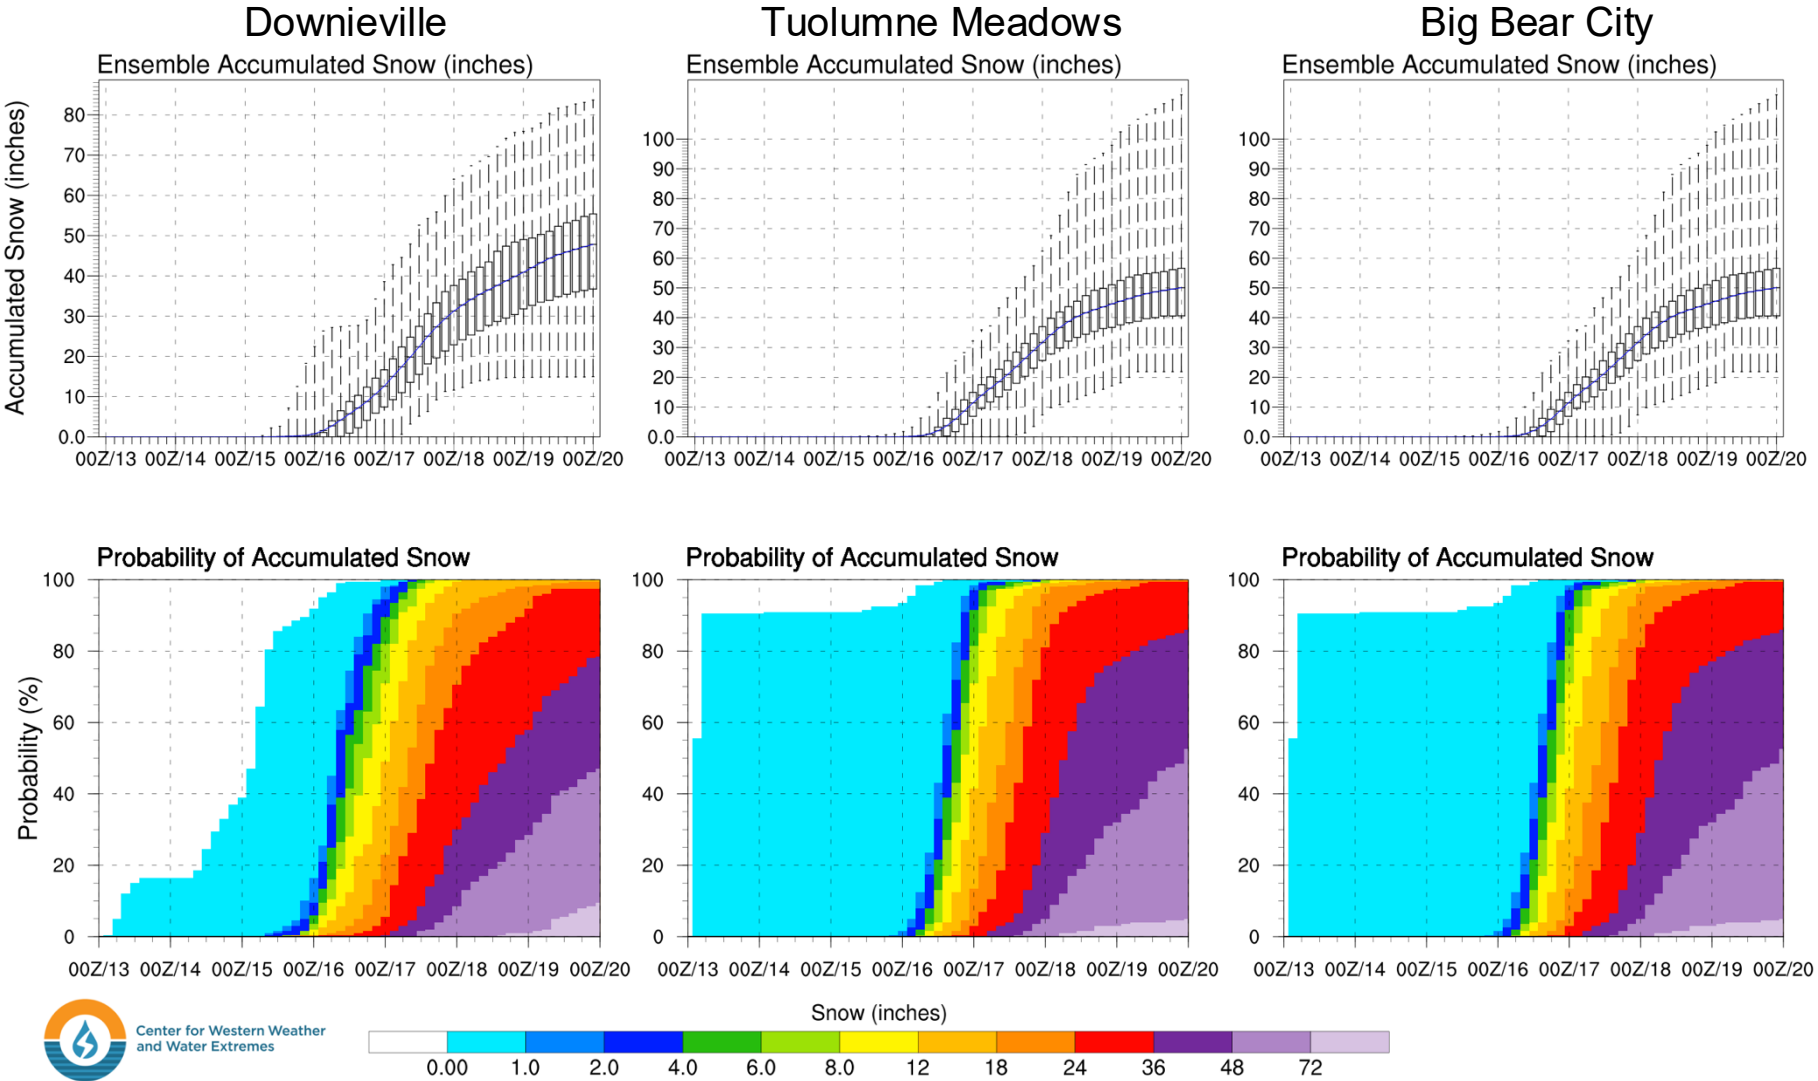 Downieville Tuolumne Meadows Big Bear City
Ensemble Accumulated Snow (inches) Ensemble Accumulated Snow (inches) Ensemble Accumulated Snow (inches)
Accumulated Snow (inches)
80
70
60
50
40
30
20
10
0.0
100
90
80
70
60
50
40
30
20
10
0.0
100
90
80
70
60
50
40
30
20
10
0.0
00Z/13 00Z/14 00Z/15 00Z/16 00Z/17 00Z/18 00Z/19 00Z/20 00Z/13 00Z/14 00Z/15 00Z/16 00Z/17 00Z/18 00Z/19 00Z/20 00Z/13 00Z/14 00Z/15 00Z/16 00Z/17 00Z/18 00Z/19 00Z/20
Probability of Accumulated Snow Probability of Accumulated Snow Probability of Accumulated Snow
Probability (%)
100 100 100
80 80 80
60 60 60
40 40 40
20 20 20
0 0 0
00Z/13 00Z/14 00Z/15 00Z/16 00Z/17 00Z/18 00Z/19 00Z/20 00Z/13 00Z/14 00Z/15 00Z/16 00Z/17 00Z/18 00Z/19 00Z/20 00Z/13 00Z/14 00Z/15 00Z/16 00Z/17 00Z/18 00Z/19 00Z/20
Snow (inches)
Center for Western Weather
and Water Extremes
0.00 1.0 2.0 4.0 6.0 8.0 12 18 24 36 48 72